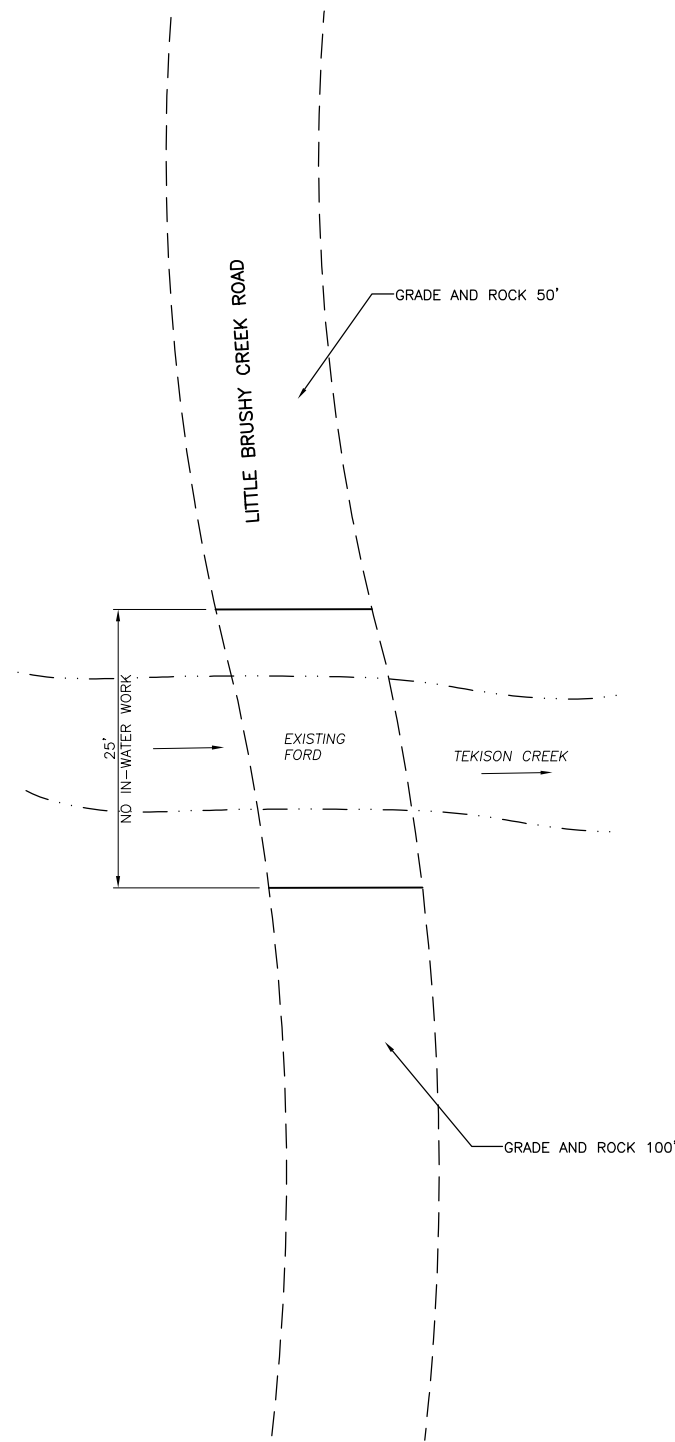 LITTLE BRUSHY CREEK ROAD
GRADE AND ROCK 50'
25'
NO IN-WATER WORK
EXISTING
FORD
TEKISON CREEK
GRADE AND ROCK 100'